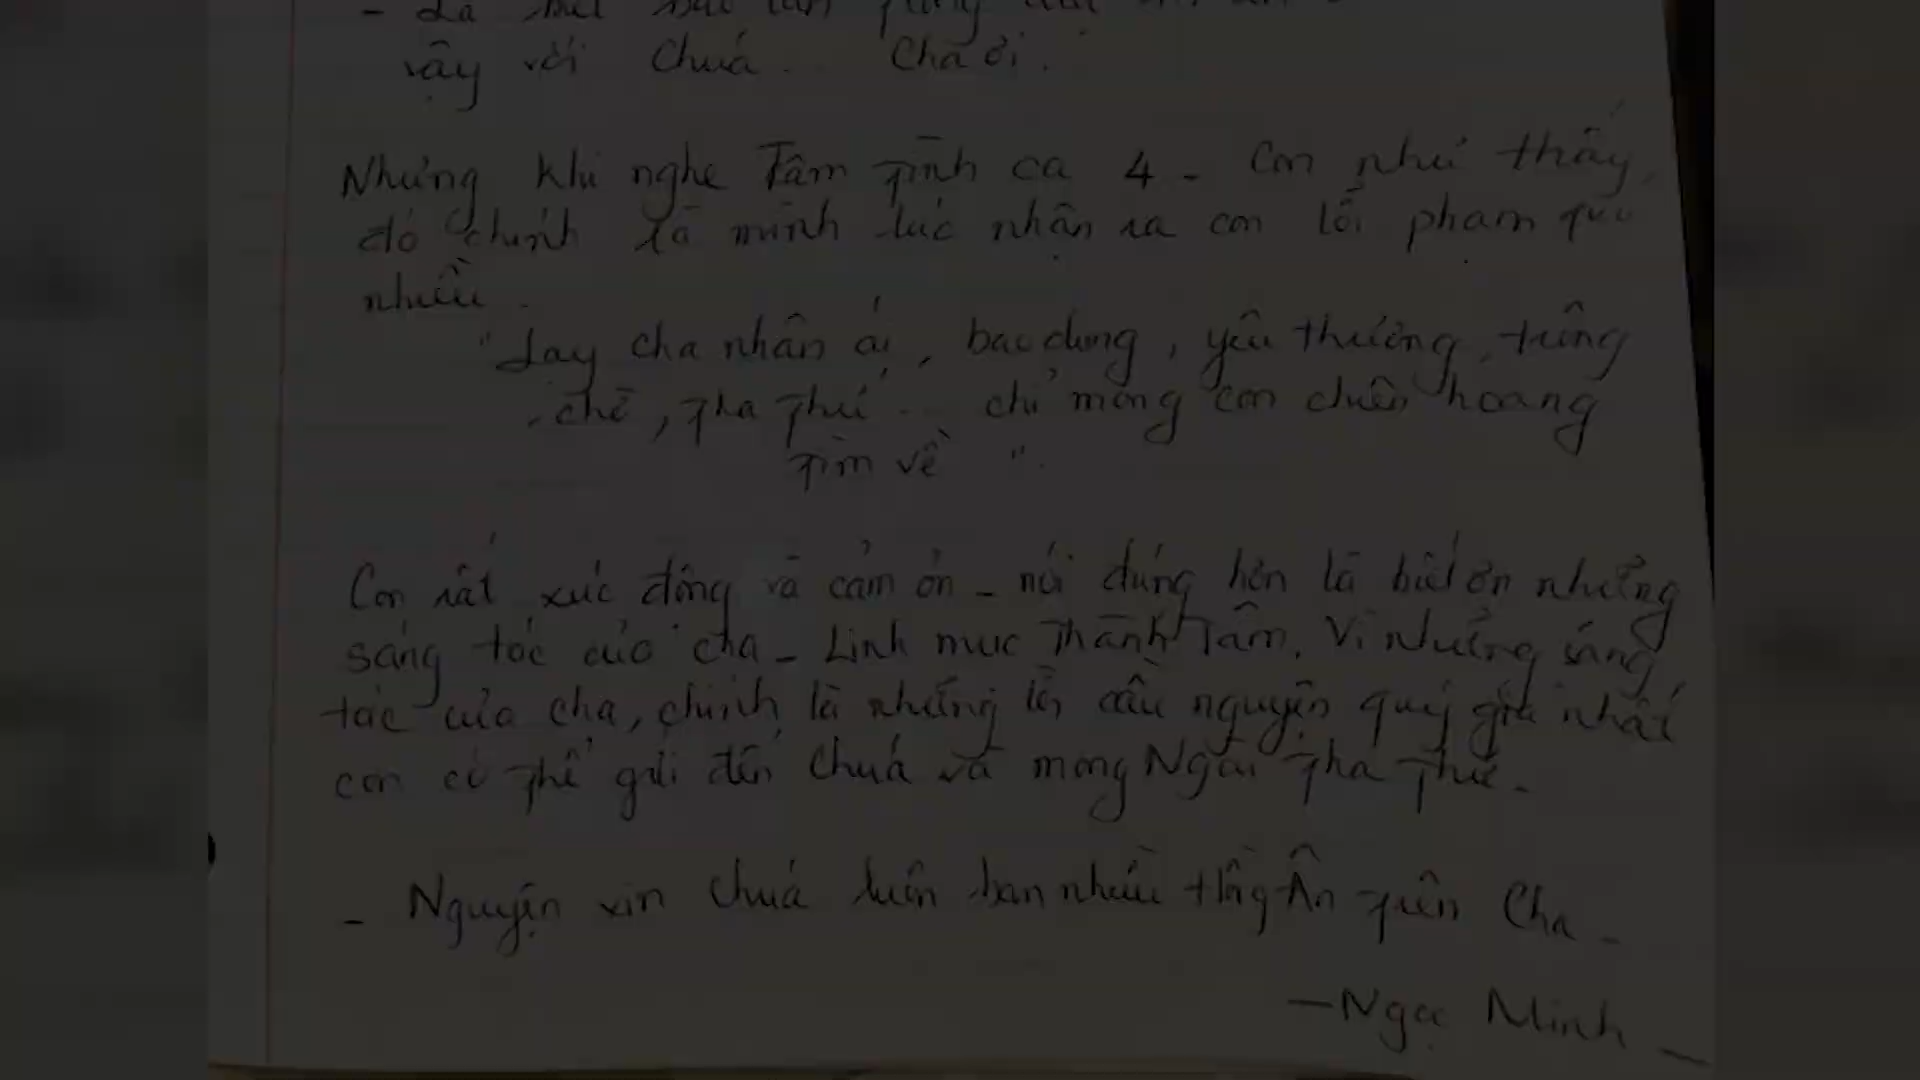 vậy với Chúa... Cha ơi.
Nhưng khi nghe Tâm Tình ca 4 - Con như thấy
đó chính là mình lúc nhận ra con lỗi phạm quá
nhiều.
"Lạy cha nhân ái, bao dung, yêu thương, trông
chờ, tha thứ... chỉ mong con chiên hoang
tìm về".
Con rất xúc động và cảm ơn - nói đúng hơn là biết ơn những
sáng tác của cha - Linh mục Thành Tâm. Vì những sáng
tác của cha, chính là những lời cầu nguyện quý giá nhất
con có thể gửi đến Chúa và mong Ngài tha thứ.
- Nguyện xin Chúa luôn ban nhiều Hồng Ân trên Cha -
- Ngọc Minh -